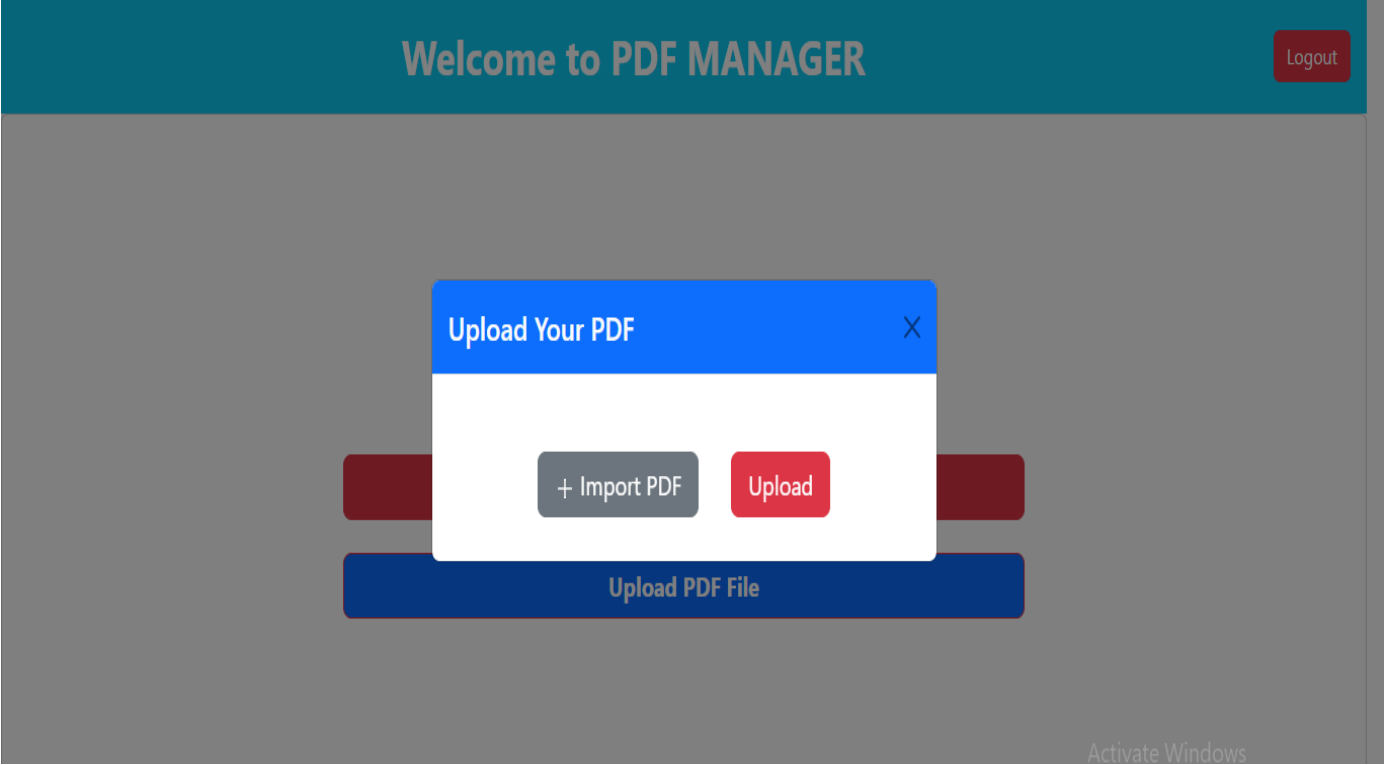 Welcome to PDF MANAGER
Logout
Upload Your PDF
X
+ Import PDF
Upload
Upload PDF File
Activate Windows